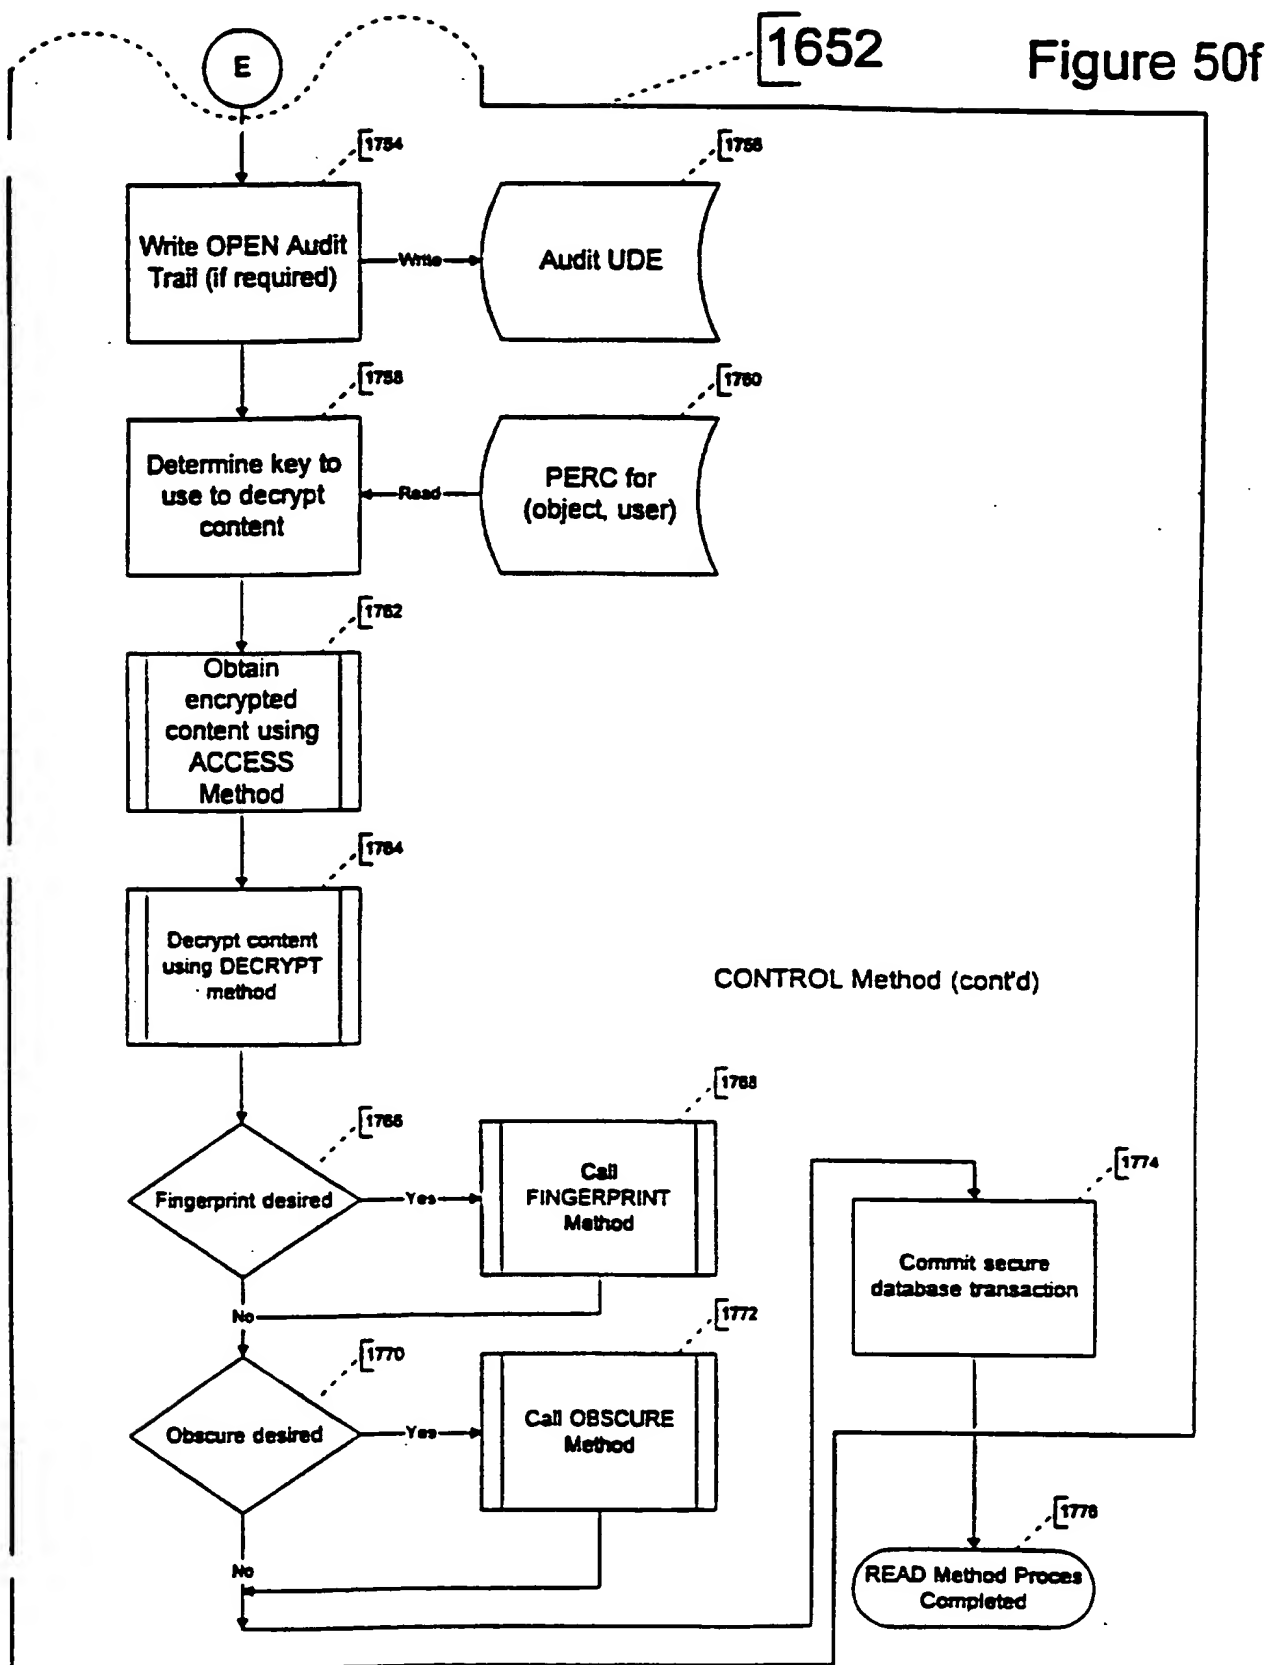 1652
Figure 50f
E
1754
1756
Write OPEN Audit
Trail (if required)
Write
Audit UDE
1758
1760
Determine key to
use to decrypt
content
Read
PERC for
(object, user)
1762
Obtain
encrypted
content using
ACCESS
Method
1764
Decrypt content
using DECRYPT
method
CONTROL Method (cont'd)
1766
1768
Fingerprint desired
Yes
Call
FINGERPRINT
Method
1774
Commit secure
database transaction
No
1770
1772
Obscure desired
Yes
Call OBSCURE
Method
No
1776
READ Method Proces
Completed